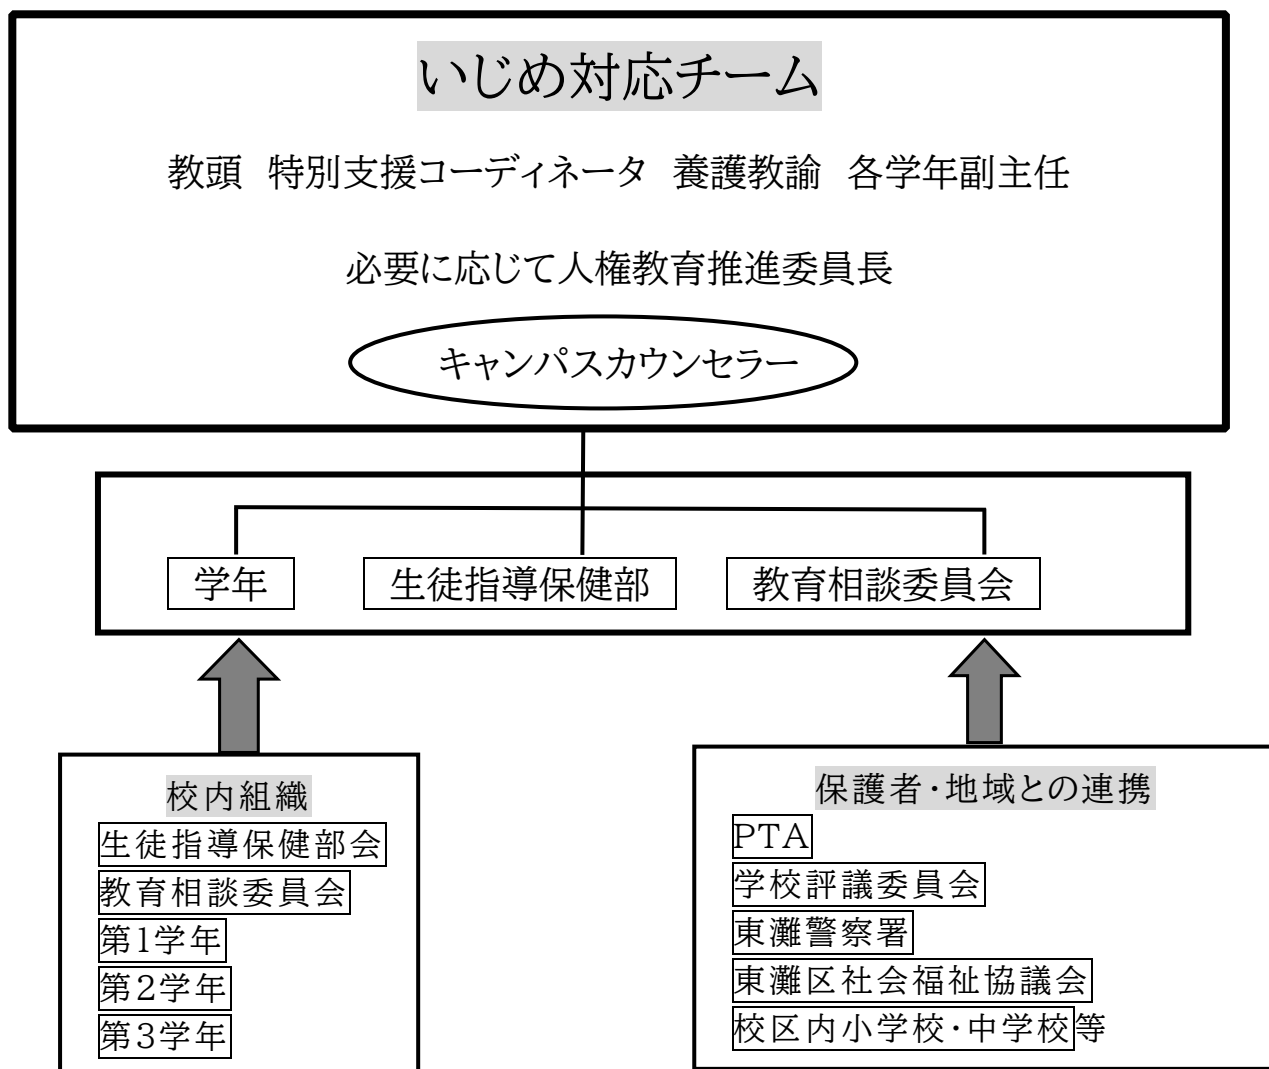 いじめ対応チーム
教頭 特別支援コーディネータ 養護教諭 各学年副主任
必要に応じて人権教育推進委員長
キャンパスカウンセラー
学年 生徒指導保健部 教育相談委員会
校内組織
生徒指導保健部会
教育相談委員会
第1学年
第2学年
第3学年
保護者・地域との連携
PTA
学校評議委員会
東灘警察署
東灘区社会福祉協議会
校区内小学校・中学校等